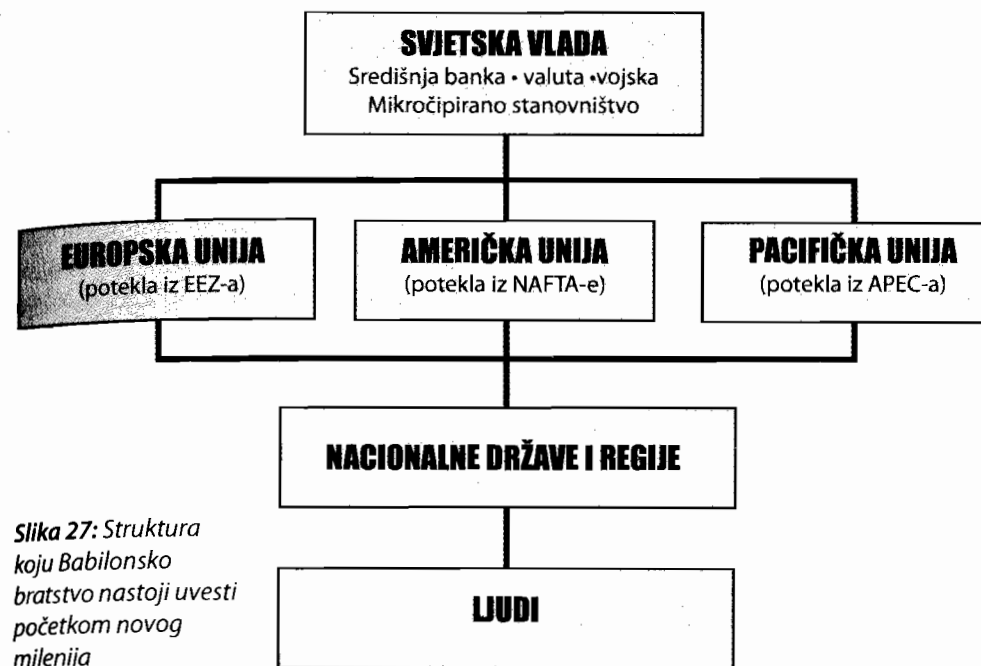 SVJETSKA VLADA
Središnja banka • valuta •vojska
Mikročipirano stanovništvo
EUROPSKA UNIJA
(potekla iz EEZ-a)
AMERIČKA UNIJA
(potekla iz NAFTA-e)
PACIFIČKA UNIJA
(potekla iz APEC-a)
NACIONALNE DRŽAVE I REGIJE
LJUDI
Slika 27: Struktura
koju Babilonsko
bratstvo nastoji uvesti
početkom novog
milenija